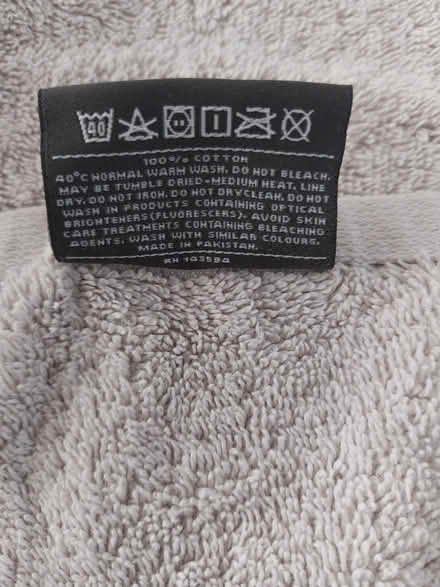 40
100% COTTON
40°C NORMAL WARM WASH. DO NOT BLEACH.
MAY BE TUMBLE DRIED-MEDIUM HEAT. LINE
DRY. DO NOT IRON. DO NOT DRYCLEAN. DO NOT
WASH IN PRODUCTS CONTAINING OPTICAL
BRIGHTENERS (FLUORESCERS). AVOID SKIN
CARE TREATMENTS CONTAINING BLEACHING
AGENTS. WASH WITH SIMILAR COLOURS.
MADE IN PAKISTAN.